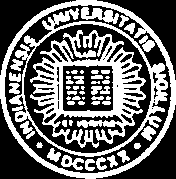 INDIANENSIS UNIVERSITATIS SIGILLUM
ET VERITAS
MDCCCXX